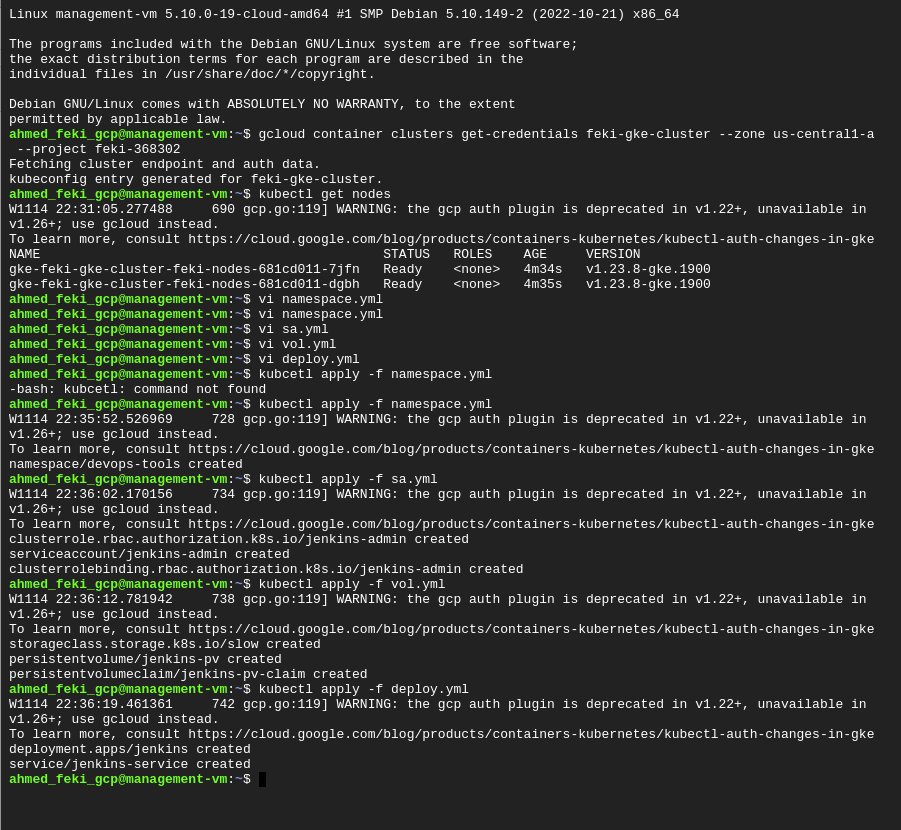 Linux management-vm 5.10.0-19-cloud-amd64 #1 SMP Debian 5.10.149-2 (2022-10-21) x86_64

The programs included with the Debian GNU/Linux system are free software;
the exact distribution terms for each program are described in the
individual files in /usr/share/doc/*/copyright.

Debian GNU/Linux comes with ABSOLUTELY NO WARRANTY, to the extent
permitted by applicable law.
ahmed_feki_gcp@management-vm:~$ gcloud container clusters get-credentials feki-gke-cluster --zone us-central1-a
 --project feki-368302
Fetching cluster endpoint and auth data.
kubeconfig entry generated for feki-gke-cluster.
ahmed_feki_gcp@management-vm:~$ kubectl get nodes
W1114 22:31:05.277488     690 gcp.go:119] WARNING: the gcp auth plugin is deprecated in v1.22+, unavailable in
v1.26+; use gcloud instead.
To learn more, consult https://cloud.google.com/blog/products/containers-kubernetes/kubectl-auth-changes-in-gke
NAME                                            STATUS   ROLES    AGE     VERSION
gke-feki-gke-cluster-feki-nodes-681cd011-7jfn   Ready    <none>   4m34s   v1.23.8-gke.1900
gke-feki-gke-cluster-feki-nodes-681cd011-dgbh   Ready    <none>   4m35s   v1.23.8-gke.1900
ahmed_feki_gcp@management-vm:~$ vi namespace.yml
ahmed_feki_gcp@management-vm:~$ vi namespace.yml
ahmed_feki_gcp@management-vm:~$ vi sa.yml
ahmed_feki_gcp@management-vm:~$ vi vol.yml
ahmed_feki_gcp@management-vm:~$ vi deploy.yml
ahmed_feki_gcp@management-vm:~$ kubcetl apply -f namespace.yml
-bash: kubcetl: command not found
ahmed_feki_gcp@management-vm:~$ kubectl apply -f namespace.yml
W1114 22:35:52.526969     728 gcp.go:119] WARNING: the gcp auth plugin is deprecated in v1.22+, unavailable in
v1.26+; use gcloud instead.
To learn more, consult https://cloud.google.com/blog/products/containers-kubernetes/kubectl-auth-changes-in-gke
namespace/devops-tools created
ahmed_feki_gcp@management-vm:~$ kubectl apply -f sa.yml
W1114 22:36:02.170156     734 gcp.go:119] WARNING: the gcp auth plugin is deprecated in v1.22+, unavailable in
v1.26+; use gcloud instead.
To learn more, consult https://cloud.google.com/blog/products/containers-kubernetes/kubectl-auth-changes-in-gke
clusterrole.rbac.authorization.k8s.io/jenkins-admin created
serviceaccount/jenkins-admin created
clusterrolebinding.rbac.authorization.k8s.io/jenkins-admin created
ahmed_feki_gcp@management-vm:~$ kubectl apply -f vol.yml
W1114 22:36:12.781942     738 gcp.go:119] WARNING: the gcp auth plugin is deprecated in v1.22+, unavailable in
v1.26+; use gcloud instead.
To learn more, consult https://cloud.google.com/blog/products/containers-kubernetes/kubectl-auth-changes-in-gke
storageclass.storage.k8s.io/slow created
persistentvolume/jenkins-pv created
persistentvolumeclaim/jenkins-pv-claim created
ahmed_feki_gcp@management-vm:~$ kubectl apply -f deploy.yml
W1114 22:36:19.461361     742 gcp.go:119] WARNING: the gcp auth plugin is deprecated in v1.22+, unavailable in
v1.26+; use gcloud instead.
To learn more, consult https://cloud.google.com/blog/products/containers-kubernetes/kubectl-auth-changes-in-gke
deployment.apps/jenkins created
service/jenkins-service created
ahmed_feki_gcp@management-vm:~$